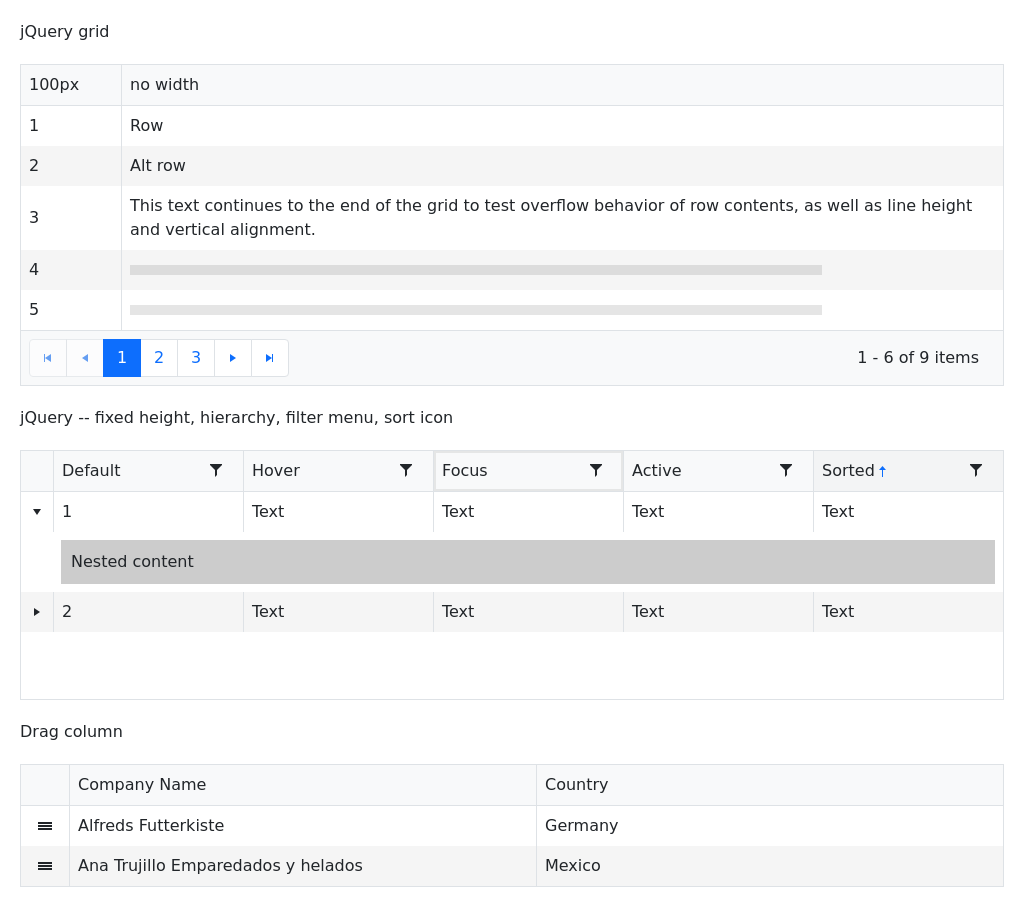 jQuery grid
100px no width
1 Row
2 Alt row
3 This text continues to the end of the grid to test overflow behavior of row contents, as well as line height
and vertical alignment.
4
5
1 2 3 1 - 6 of 9 items
jQuery -- fixed height, hierarchy, filter menu, sort icon
Default Hover Focus Active Sorted
1 Text Text Text Text
Nested content
2 Text Text Text Text
Drag column
Company Name Country
Alfreds Futterkiste Germany
Ana Trujillo Emparedados y helados Mexico